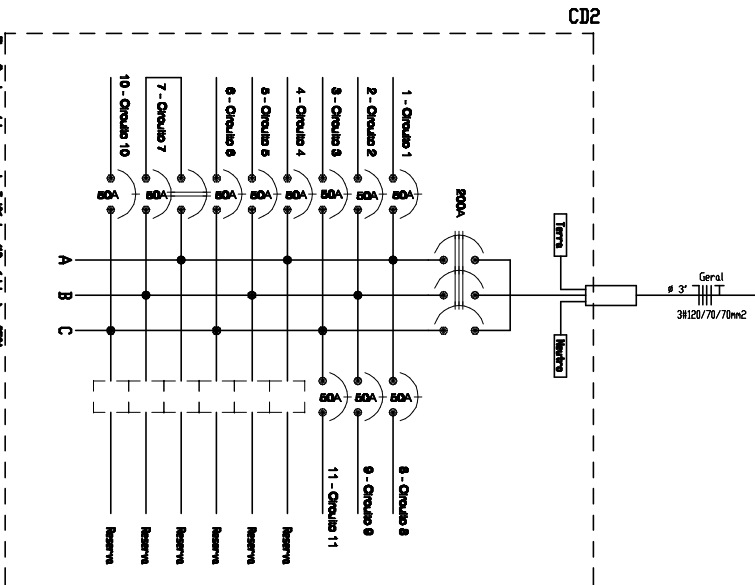 CD2
10 - Circuito 10
7 - Circuito 7
6 - Circuito 6
5 - Circuito 5
4 - Circuito 4
3 - Circuito 3
2 - Circuito 2
1 - Circuito 1
50A
50A
50A
50A
50A
50A
50A
50A
200A
Terra
A
B
C
Neutro
Geral
ø 3"
3#120/70/70mm2
50A
50A
50A
11 - Circuito 11
9 - Circuito 9
8 - Circuito 8
Reserva
Reserva
Reserva
Reserva
Reserva
Reserva